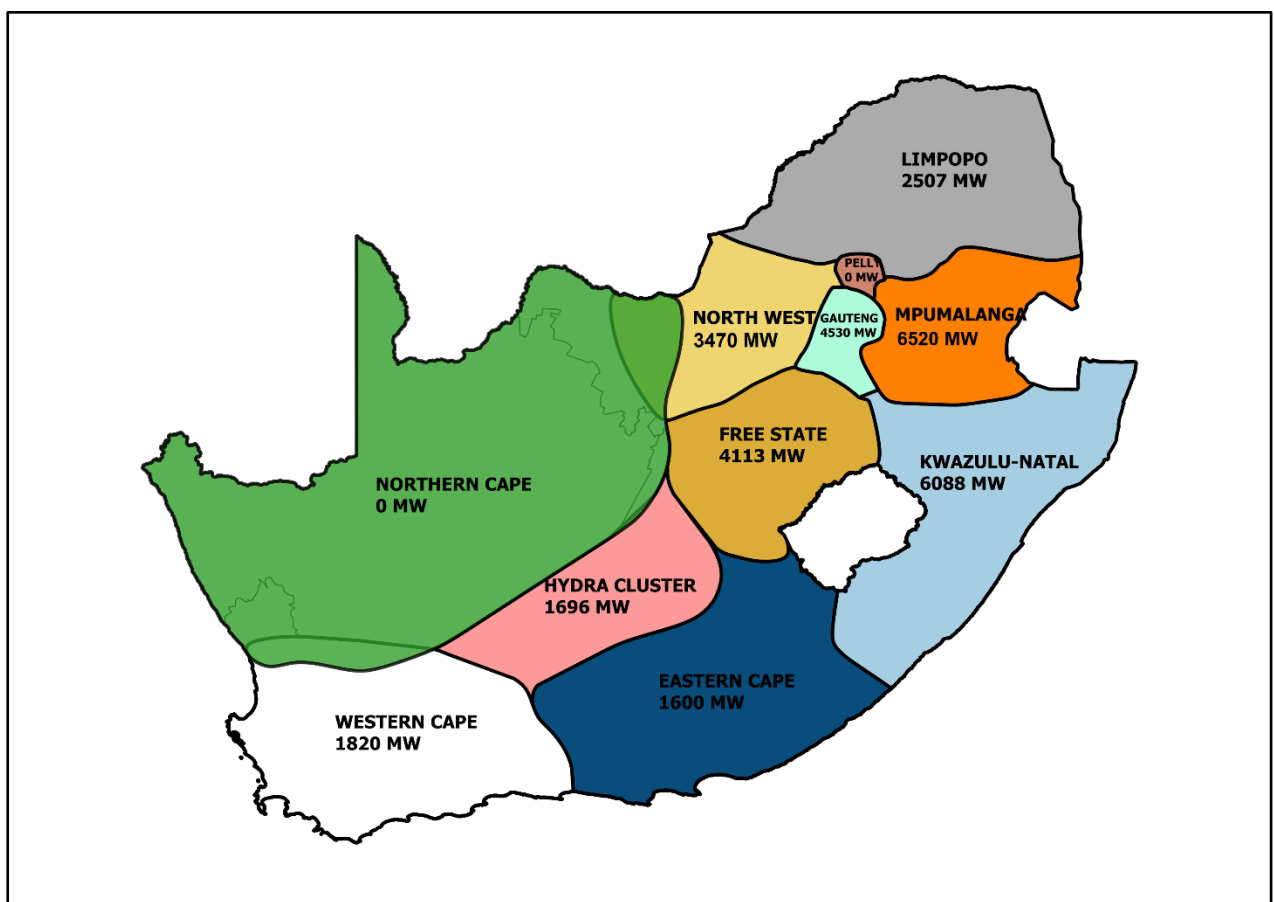 LIMPOPO
2507 MW
PELLY
0 MW
NORTH WEST
3470 MW
GAUTENG
4530 MW
MPUMALANGA
6520 MW
FREE STATE
4113 MW
KWAZULU-NATAL
6088 MW
NORTHERN CAPE
0 MW
HYDRA CLUSTER
1696 MW
EASTERN CAPE
1600 MW
WESTERN CAPE
1820 MW